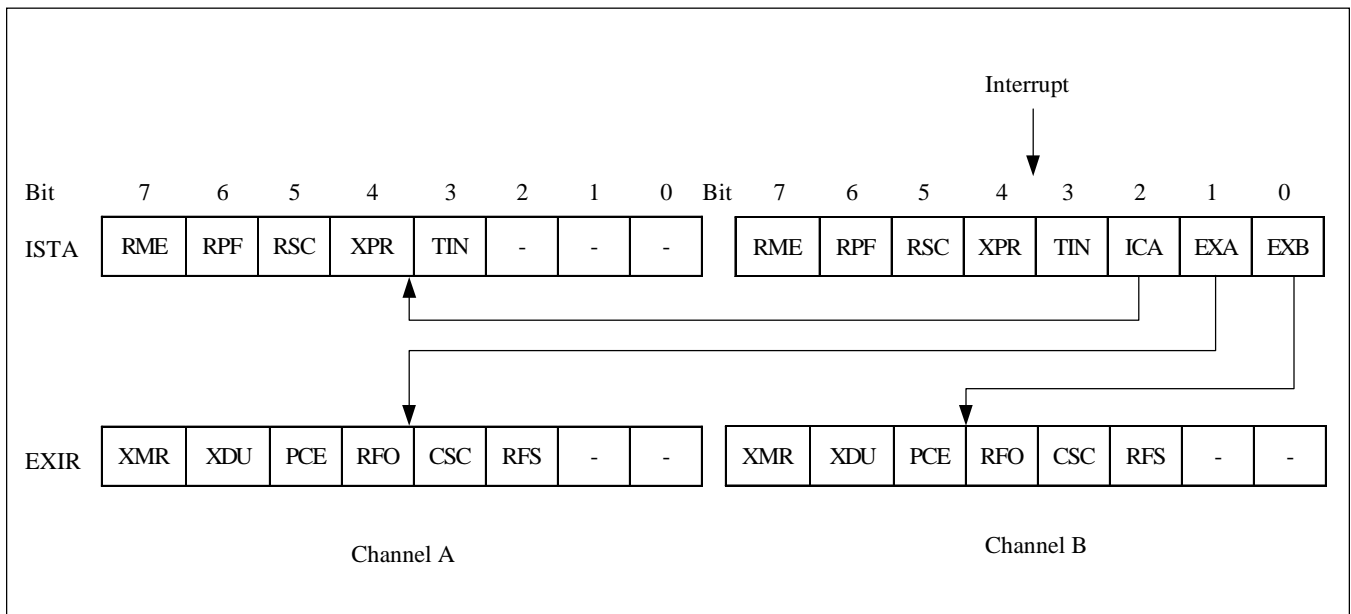 Interrupt
Bit 7 6 5 4 3 2 1 0 Bit 7 6 5 4 3 2 1 0
ISTA RME RPF RSC XPR TIN - - - RME RPF RSC XPR TIN ICA EXA EXB
EXIR XMR XDU PCE RFO CSC RFS - - XMR XDU PCE RFO CSC RFS - -
Channel A Channel B